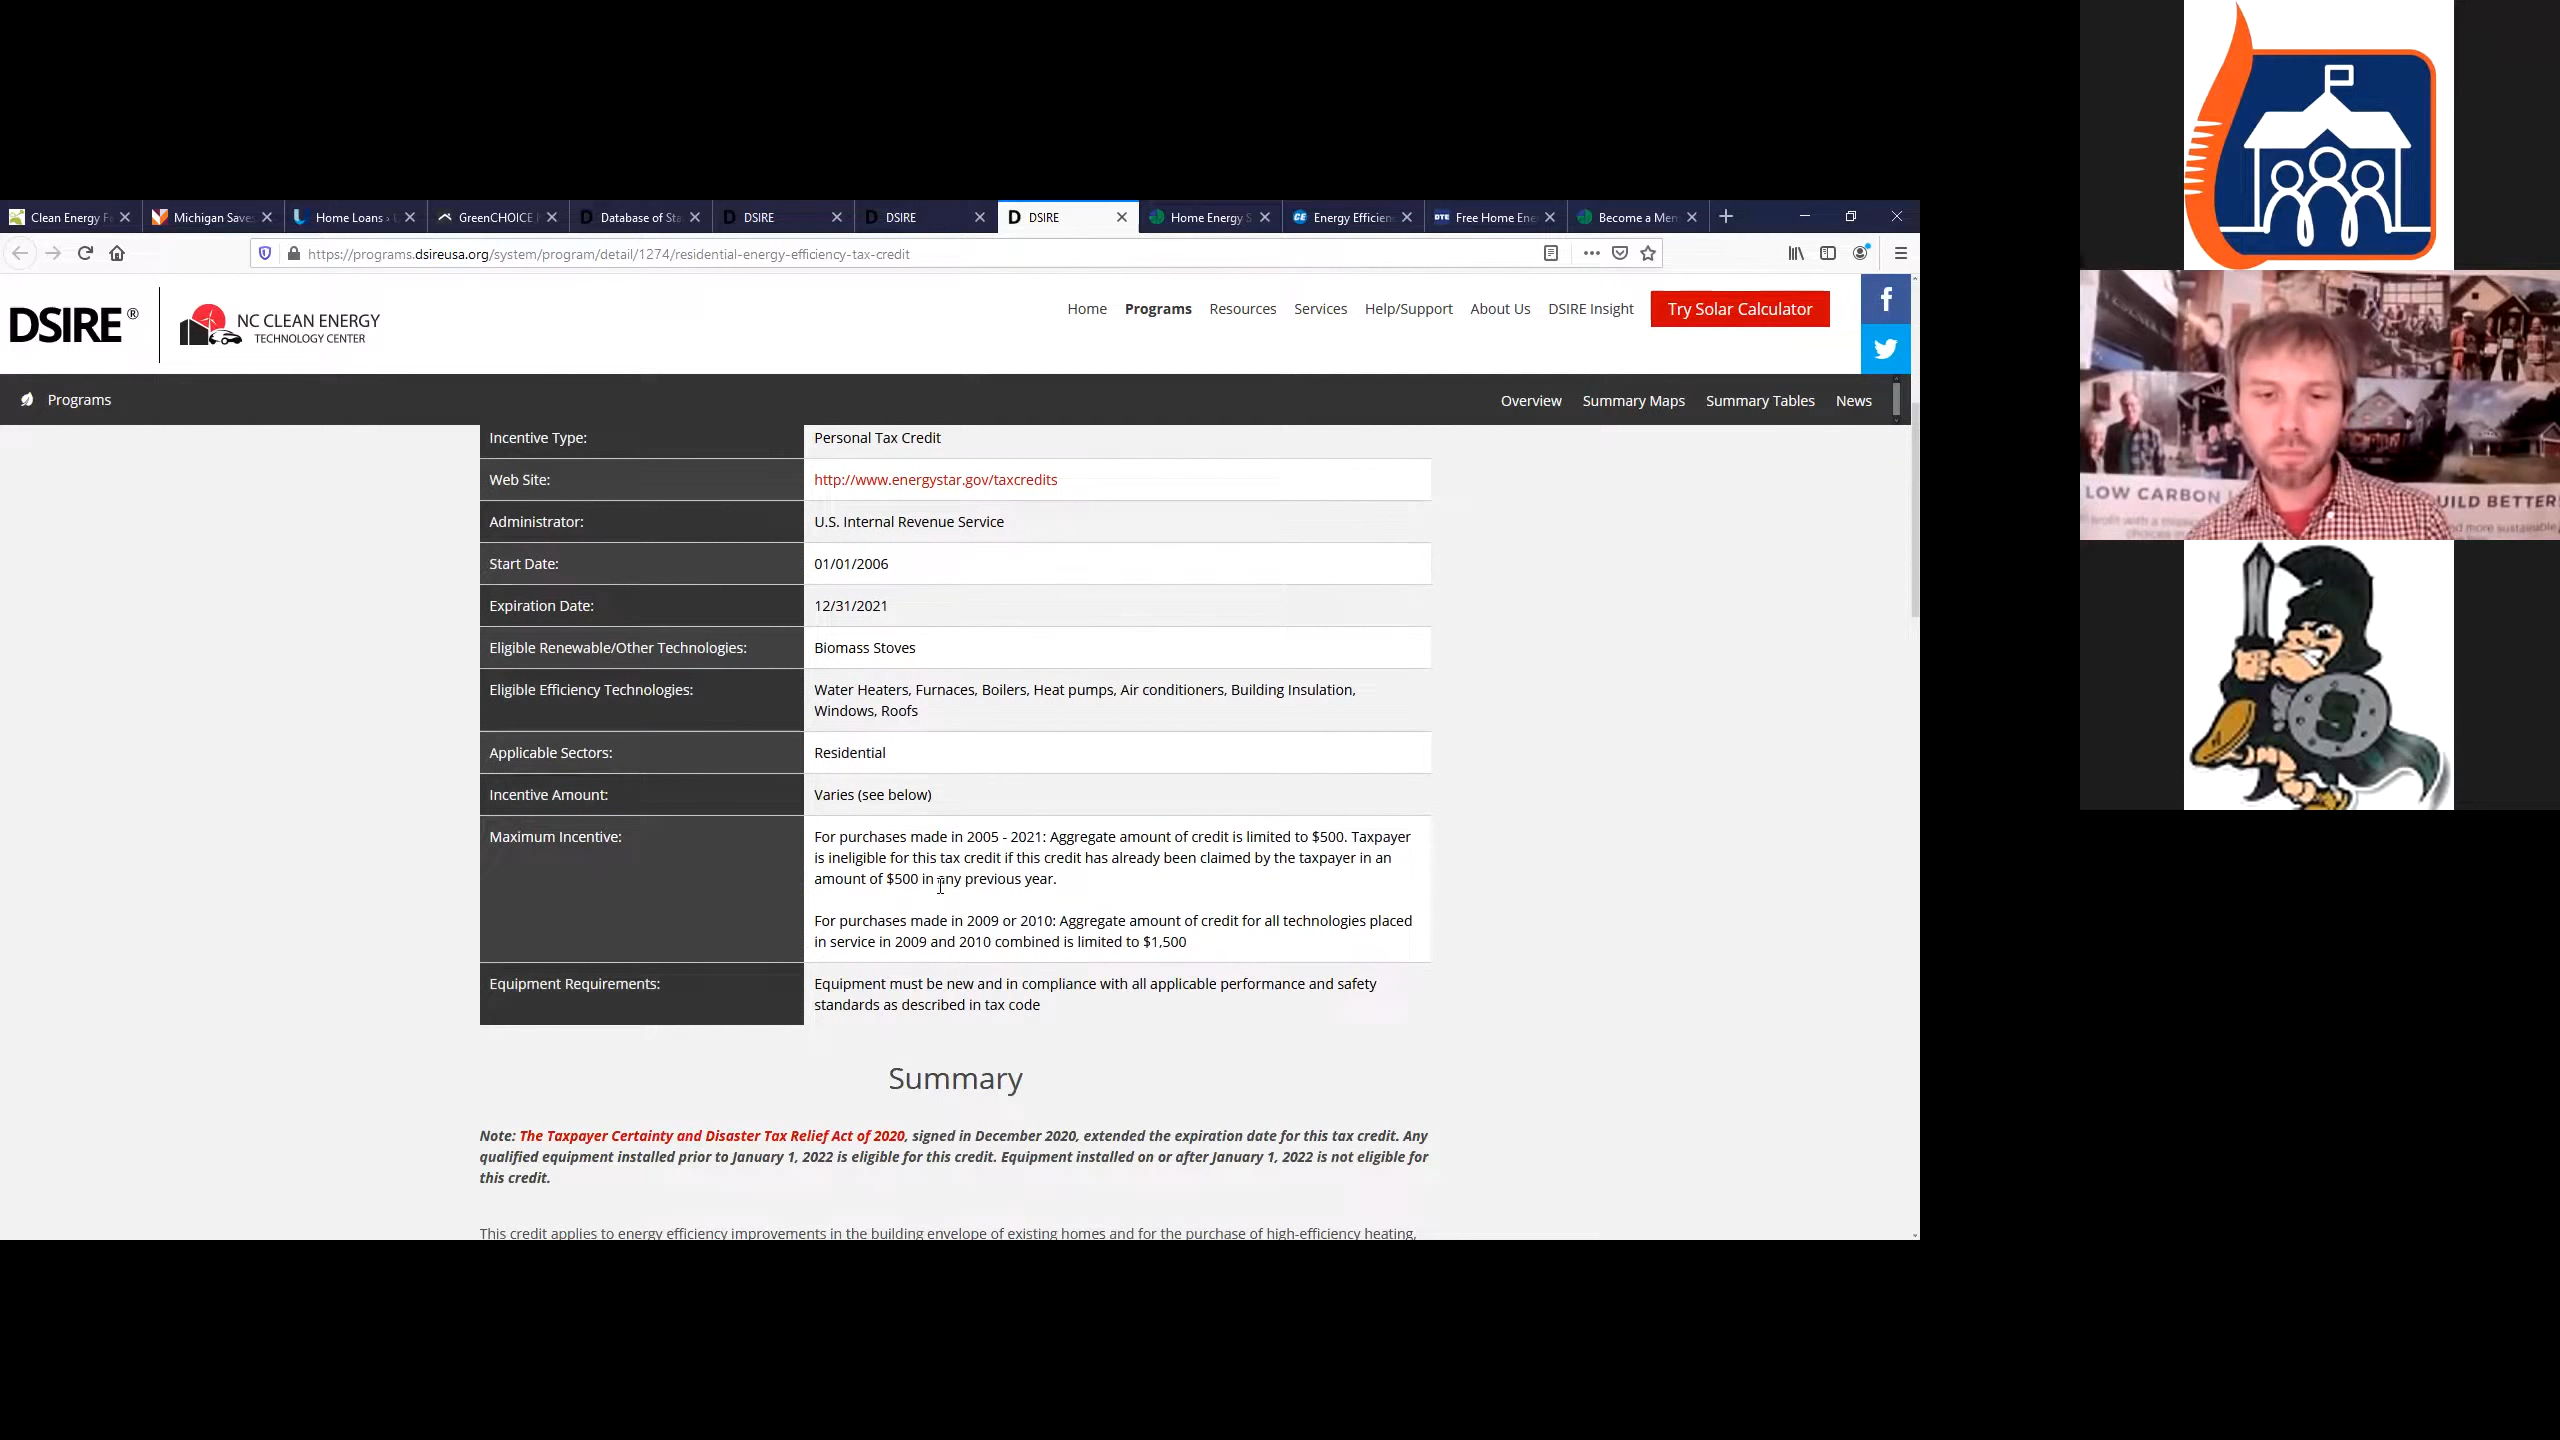 Clean Energy F
Michigan Save
Home Loans ›
GreenCHOICE
Database of Sta
DSIRE
DSIRE
DSIRE
Home Energy S
Energy Efficien
Free Home Ene
Become a Mem
https://programs.dsireusa.org/system/program/detail/1274/residential-energy-efficiency-tax-credit
DSIRE®
NC CLEAN ENERGY
TECHNOLOGY CENTER
Home Programs Resources Services Help/Support About Us DSIRE Insight Try Solar Calculator
Programs
Overview Summary Maps Summary Tables News
Incentive Type: Personal Tax Credit
Web Site: http://www.energystar.gov/taxcredits
Administrator: U.S. Internal Revenue Service
Start Date: 01/01/2006
Expiration Date: 12/31/2021
Eligible Renewable/Other Technologies: Biomass Stoves
Eligible Efficiency Technologies: Water Heaters, Furnaces, Boilers, Heat pumps, Air conditioners, Building Insulation,
Windows, Roofs
Applicable Sectors: Residential
Incentive Amount: Varies (see below)
Maximum Incentive: For purchases made in 2005 - 2021: Aggregate amount of credit is limited to $500. Taxpayer
is ineligible for this tax credit if this credit has already been claimed by the taxpayer in an
amount of $500 in any previous year.
For purchases made in 2009 or 2010: Aggregate amount of credit for all technologies placed
in service in 2009 and 2010 combined is limited to $1,500
Equipment Requirements: Equipment must be new and in compliance with all applicable performance and safety
standards as described in tax code
Summary
Note: The Taxpayer Certainty and Disaster Tax Relief Act of 2020, signed in December 2020, extended the expiration date for this tax credit. Any
qualified equipment installed prior to January 1, 2022 is eligible for this credit. Equipment installed on or after January 1, 2022 is not eligible for
this credit.
This credit applies to energy efficiency improvements in the building envelope of existing homes and for the purchase of high-efficiency heating,
LOW CARBON
UILD BETTER
nd more sustainable
S